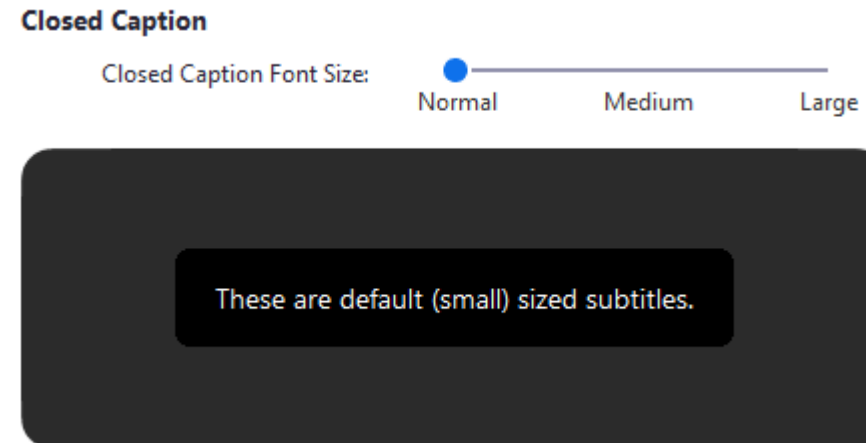 Closed Caption
Closed Caption Font Size:
Normal Medium Large
These are default (small) sized subtitles.